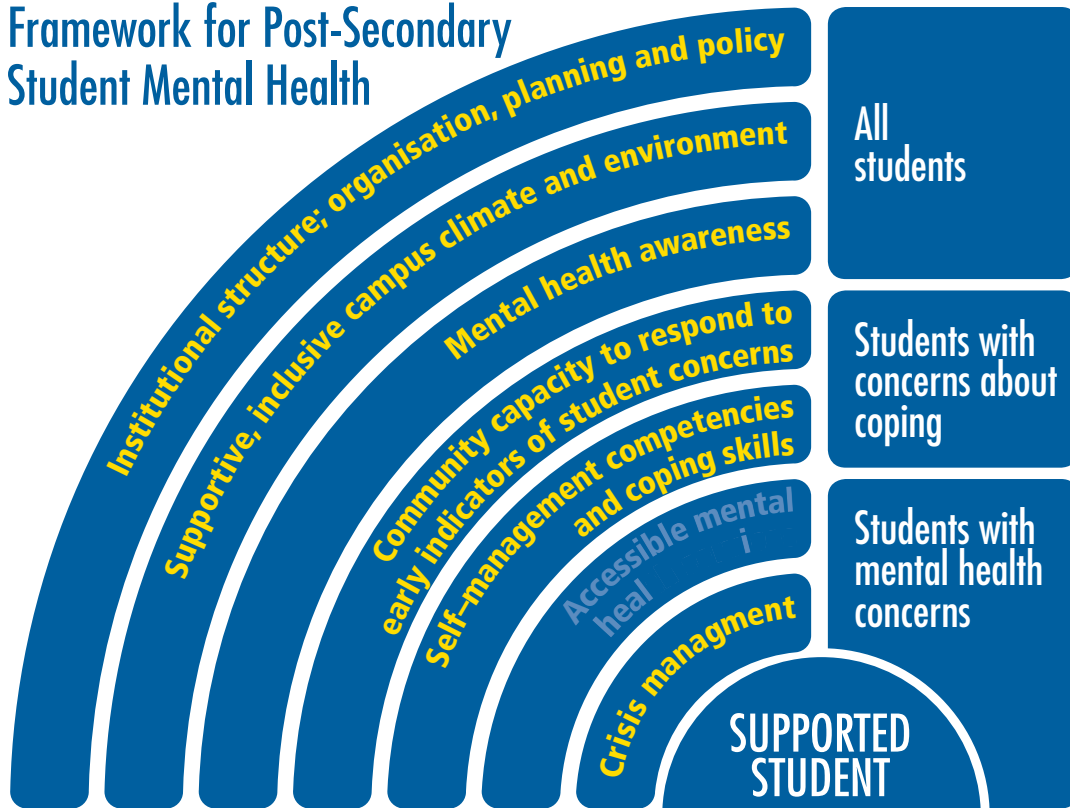 Framework for Post-Secondary
Student Mental Health
Institutional structure; organisation, planning and policy
Supportive, inclusive campus climate and environment
Mental health awareness
Community capacity to respond to
early indicators of student concerns
Self-management competencies
and coping skills
Accessible mental
Crisis managment
All
students
Students with
concerns about
coping
Students with
mental health
concerns
SUPPORTED
STUDENT